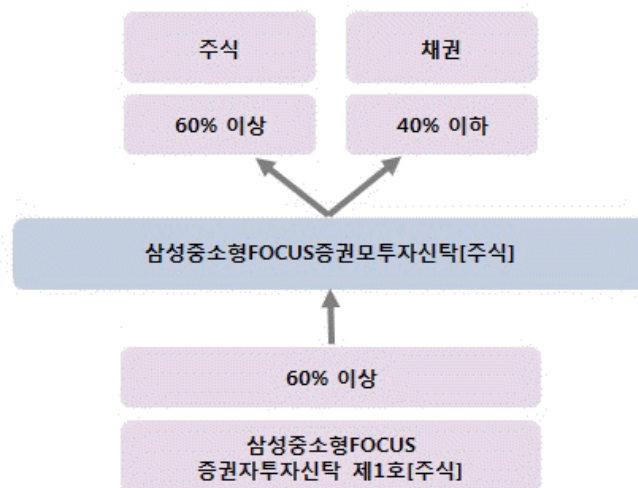 주식
채권
60% 이상
40% 이하
삼성중소형FOCUS증권모투자신탁[주식]
60% 이상
삼성중소형FOCUS
증권자투자신탁 제1호[주식]